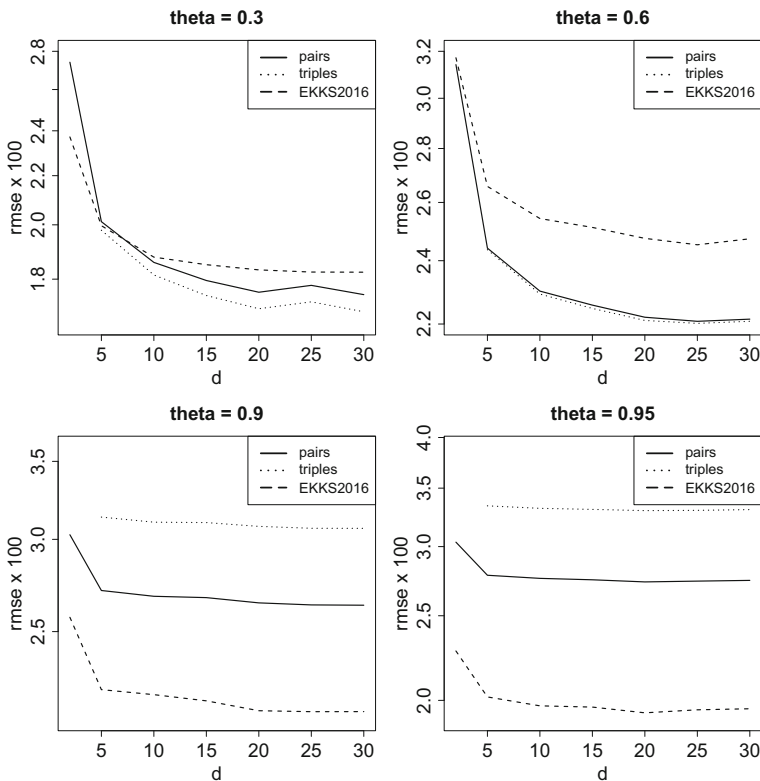 theta = 0.3
rmse x 100
2.8
2.4
2.2
2.0
1.8
pairs
triples
EKKS2016
5 10 15 20 25 30
d
theta = 0.6
rmse x 100
3.2
3.0
2.8
2.6
2.4
2.2
pairs
triples
EKKS2016
5 10 15 20 25 30
d
theta = 0.9
rmse x 100
3.5
3.0
2.5
pairs
triples
EKKS2016
5 10 15 20 25 30
d
theta = 0.95
rmse x 100
4.0
3.5
3.0
2.5
2.0
pairs
triples
EKKS2016
5 10 15 20 25 30
d